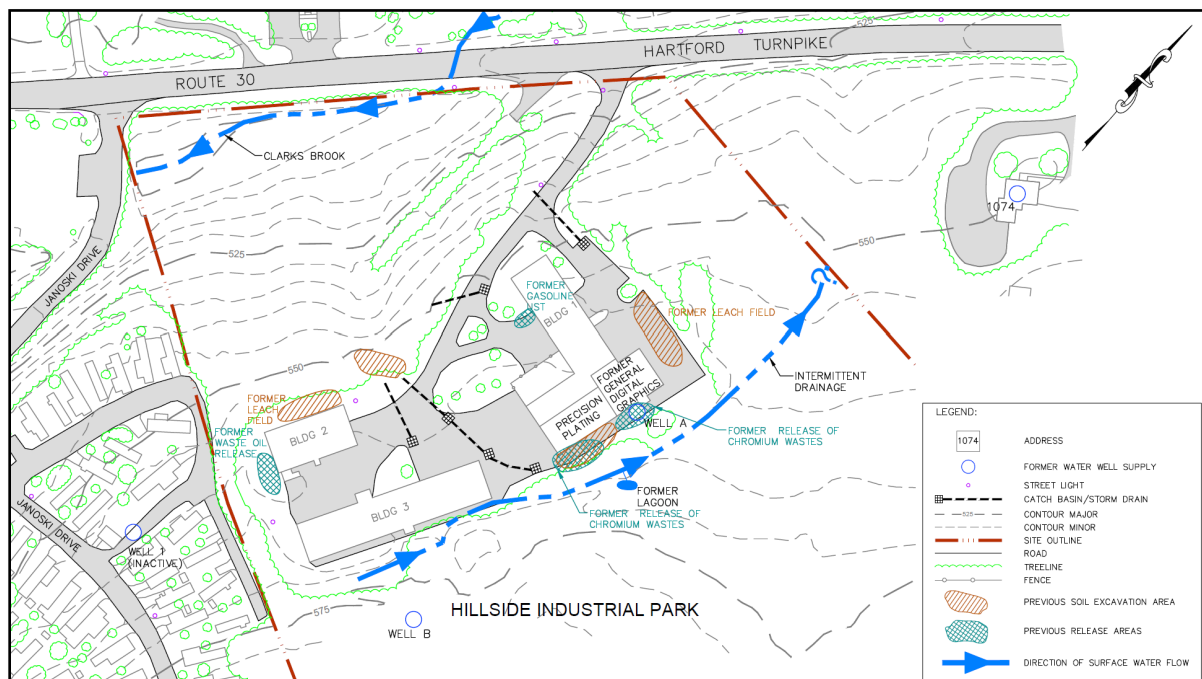 525
HARTFORD TURNPIKE
ROUTE 30
CLARKS BROOK
1074
550
525
JANOSKI DRIVE
FORMER
GASOLINE
UST
BLDG 1
FORMER LEACH FIELD
INTERMITTENT
DRAINAGE
550
FORMER
GENERAL
DIGITAL
GRAPHICS
PRECISION
PLATING
WELL A
FORMER RELEASE OF
CHROMIUM WASTES
FORMER
LEACH
FIELD
FORMER
WASTE OIL
RELEASE
BLDG 2
BLDG 3
FORMER
LAGOON
FORMER RELEASE OF
CHROMIUM WASTES
JANOSKI DRIVE
WELL 1
(INACTIVE)
575
WELL B
HILLSIDE INDUSTRIAL PARK
LEGEND:
1074 ADDRESS
FORMER WATER WELL SUPPLY
STREET LIGHT
CATCH BASIN/STORM DRAIN
525 CONTOUR MAJOR
CONTOUR MINOR
SITE OUTLINE
ROAD
TREELINE
FENCE
PREVIOUS SOIL EXCAVATION AREA
PREVIOUS RELEASE AREAS
DIRECTION OF SURFACE WATER FLOW